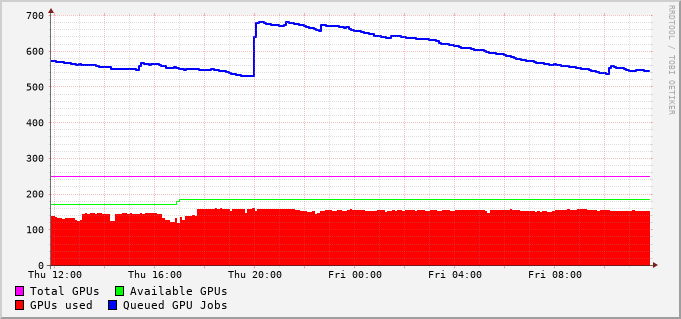 700
600
500
400
300
200
100
0
Thu 12:00 Thu 16:00 Thu 20:00 Fri 00:00 Fri 04:00 Fri 08:00
Total GPUs Available GPUs
GPUs used Queued GPU Jobs
RRDTOOL / TOBI OETIKER